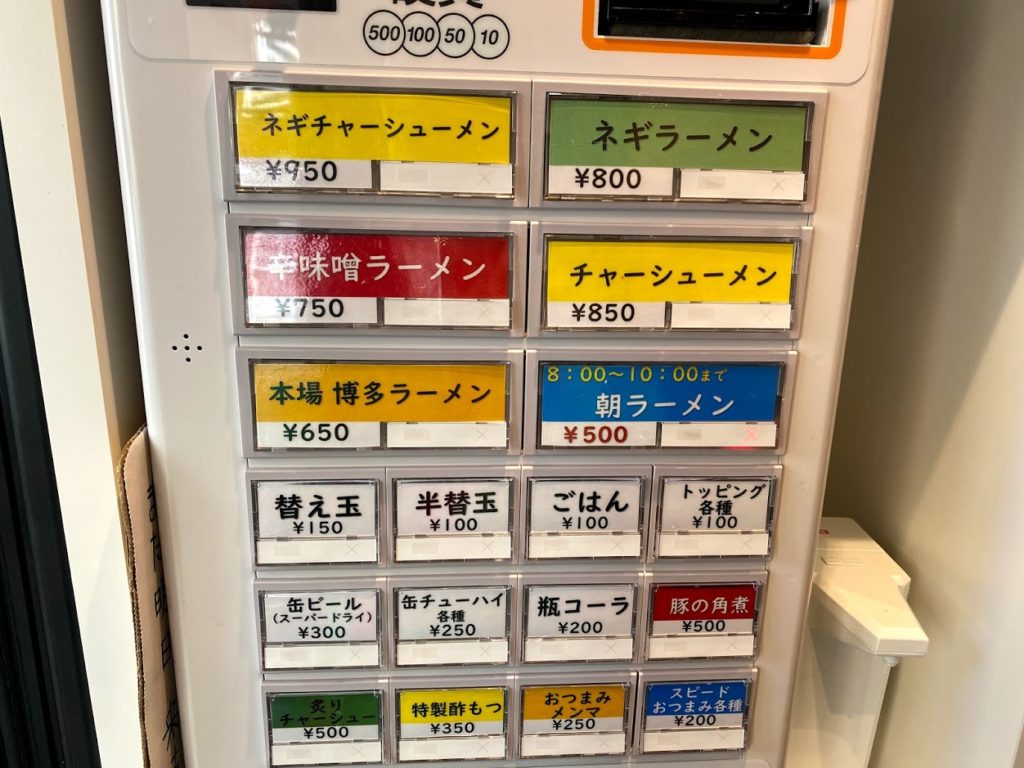 500 100 50 10
ネギチャーシューメン
¥950
ネギラーメン
¥800
辛味噌ラーメン
¥750
チャーシューメン
¥850
本場 博多ラーメン
¥650
8:00〜10:00まで
朝ラーメン
¥500
替え玉
¥150
半替玉
¥100
ごはん
¥100
トッピング
各種
¥100
缶ビール
(スーパードライ)
¥300
缶チューハイ
各種
¥250
瓶コーラ
¥200
豚の角煮
¥500
炙り
チャーシュー
¥500
特製酢もつ
¥350
おつまみ
メンマ
¥250
スピード
おつまみ各種
¥200